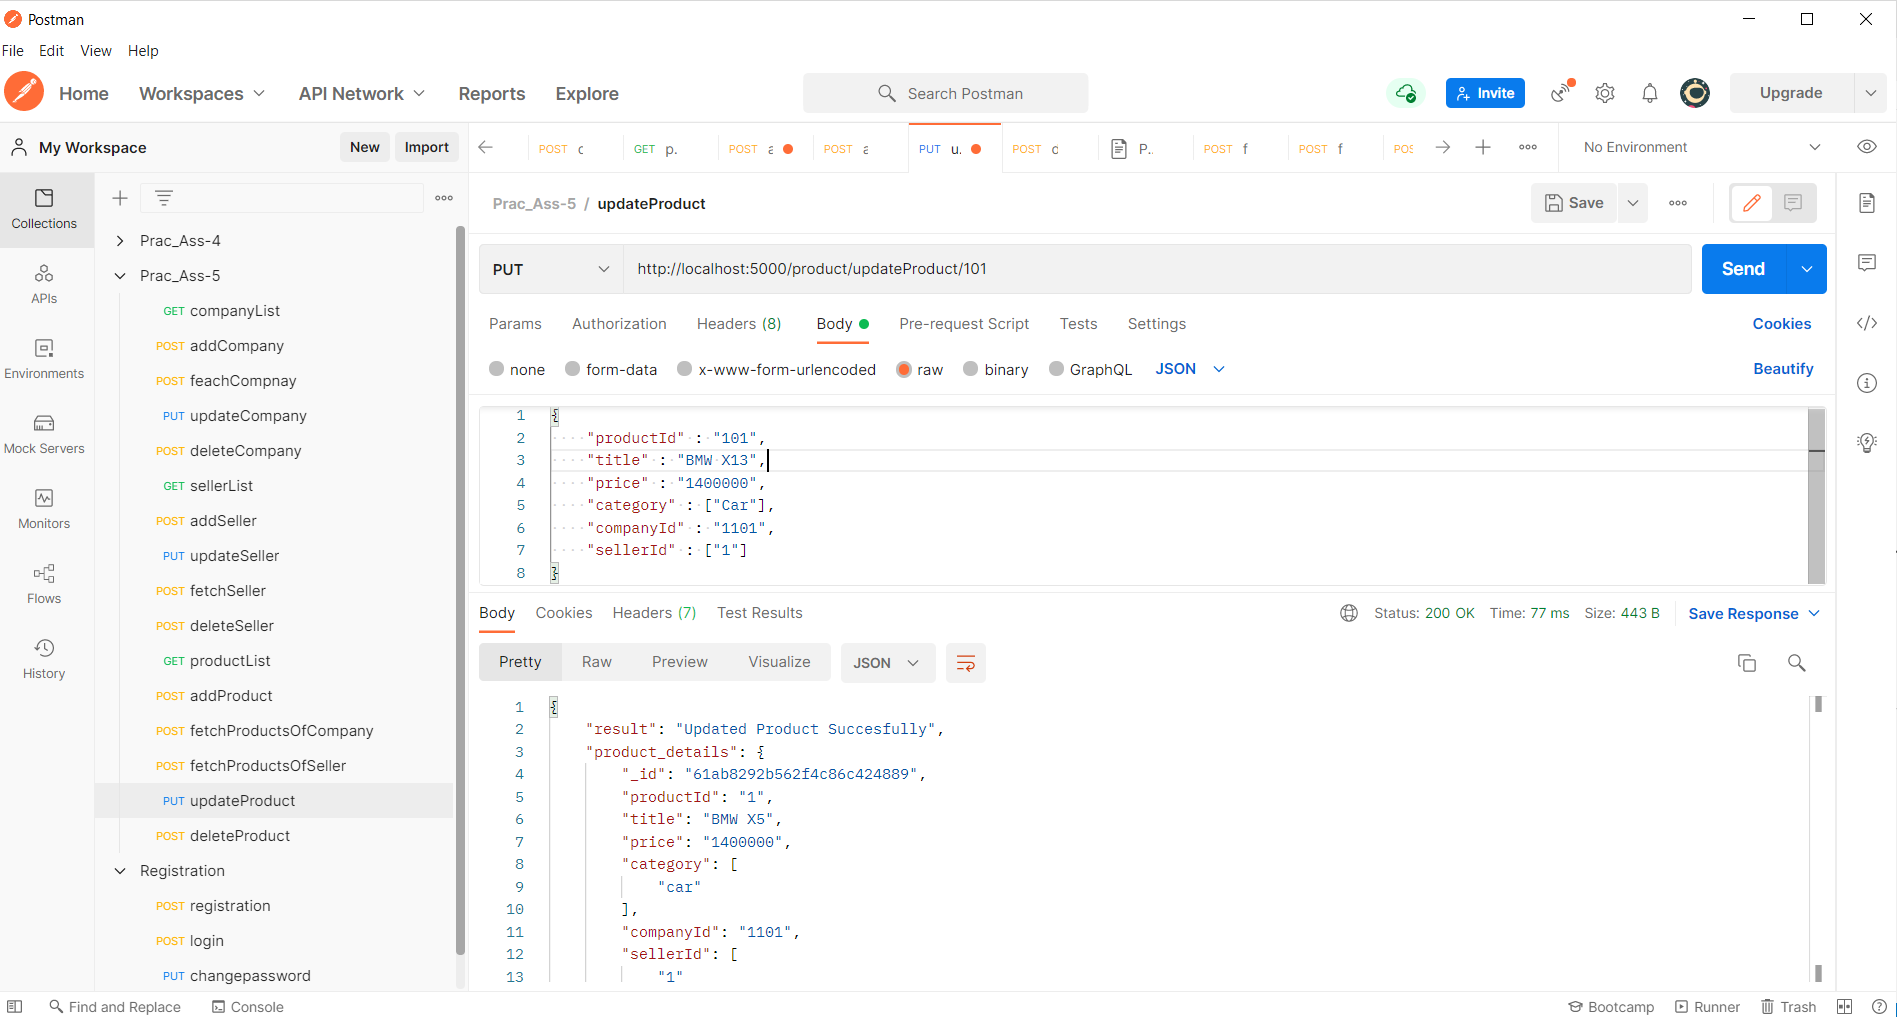 Postman
File Edit View Help
Home Workspaces API Network Reports Explore Search Postman Invite Upgrade
My Workspace New Import POST GET p. POST a POST a PUT u. POST P.. POST f POST f No Environment
Collections
APIs
Environments
Mock Servers
Monitors
Flows
History
Prac_Ass-4
Prac_Ass-5
GET companyList
POST addCompany
POST feachCompnay
PUT updateCompany
POST deleteCompany
GET sellerList
POST addSeller
PUT updateSeller
POST fetchSeller
POST deleteSeller
GET productList
POST addProduct
POST fetchProductsOfCompany
POST fetchProductsOfSeller
PUT updateProduct
POST deleteProduct
Registration
POST registration
POST login
PUT changepassword
Prac_Ass-5 / updateProduct Save
PUT http://localhost:5000/product/updateProduct/101 Send
Params Authorization Headers (8) Body Pre-request Script Tests Settings Cookies
none form-data x-www-form-urlencoded raw binary GraphQL JSON Beautify
1 {
2 "productId" : "101",
3 "title" : "BMW X13",
4 "price" : "1400000",
5 "category" : ["Car"],
6 "companyId" : "1101",
7 "sellerId" : ["1"]
8 }
Body Cookies Headers (7) Test Results Status: 200 OK Time: 77 ms Size: 443 B Save Response
Pretty Raw Preview Visualize JSON
1 {
2 "result": "Updated Product Succesfully",
3 "product_details": {
4 "_id": "61ab8292b562f4c86c424889",
5 "productId": "1",
6 "title": "BMW X5",
7 "price": "1400000",
8 "category": [
9 "car"
10 ],
11 "companyId": "1101",
12 "sellerId": [
13 "1"
Find and Replace Console Bootcamp Runner Trash